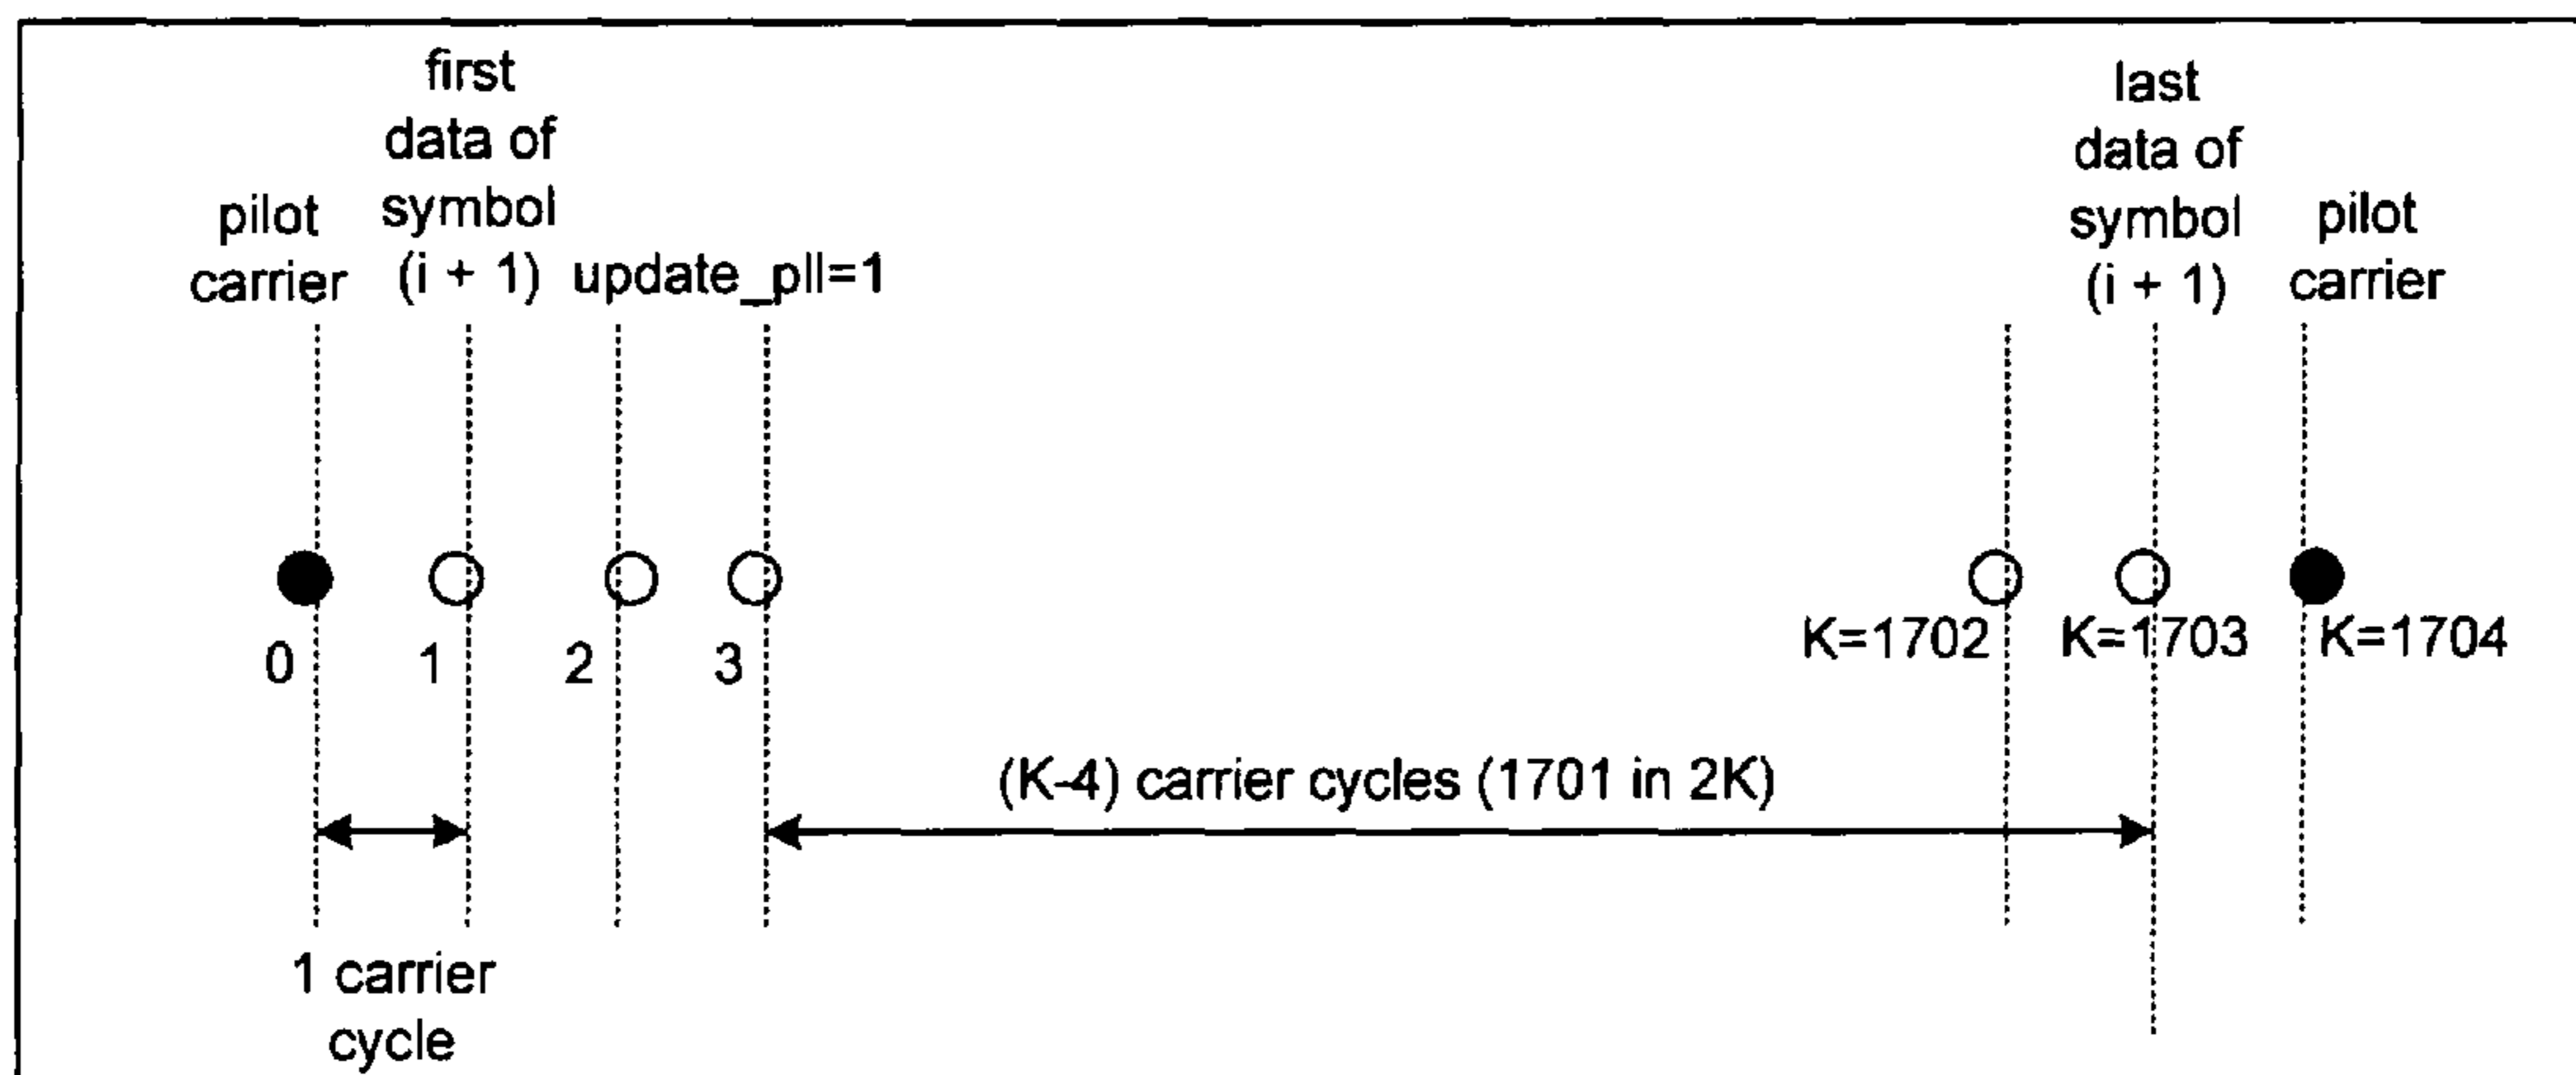 pilot
carrier
first
data of
symbol
(i + 1)
update_pll=1
last
data of
symbol
(i + 1)
pilot
carrier
0
1
2
3
K=1702
K=1703
K=1704
(K-4) carrier cycles (1701 in 2K)
1 carrier
cycle